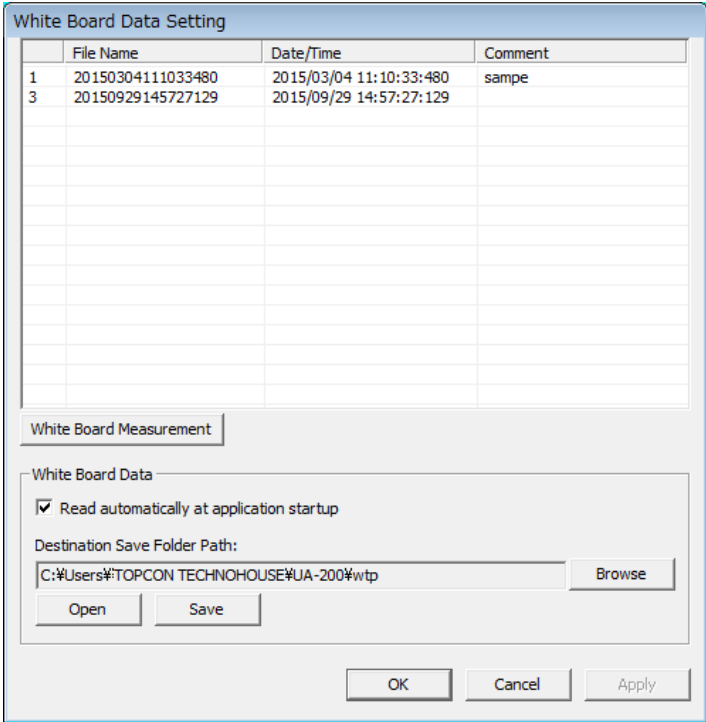 White Board Data Setting
File Name Date/Time Comment
1 20150304111033480 2015/03/04 11:10:33:480 sampe
3 20150929145727129 2015/09/29 14:57:27:129
White Board Measurement
White Board Data
Read automatically at application startup
Destination Save Folder Path:
C:¥Users¥TOPCON TECHNOHOUSE¥UA-200¥wtp Browse
Open Save
OK Cancel Apply